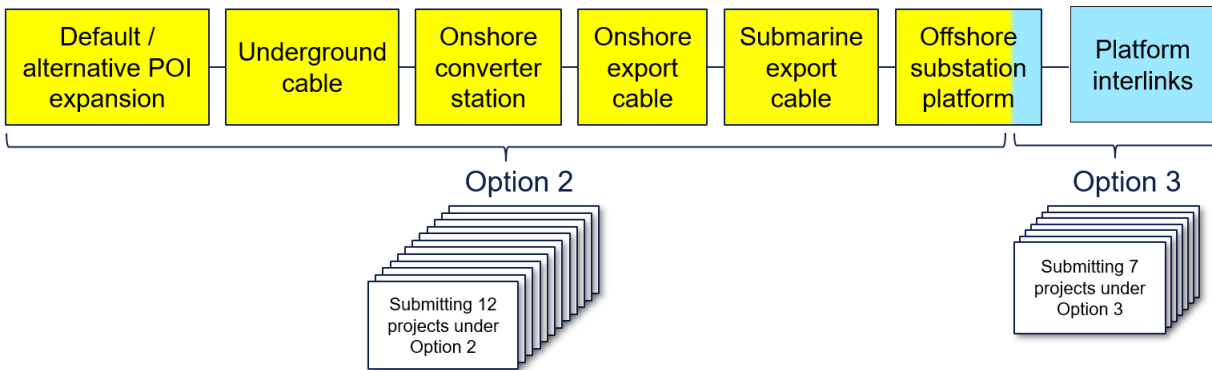 Default /
alternative POI
expansion
Underground
cable
Onshore
converter
station
Onshore
export
cable
Submarine
export
cable
Offshore
substation
platform
Platform
interlinks
Option 2
Option 3
Submitting 12
projects under
Option 2
Submitting 7
projects under
Option 3